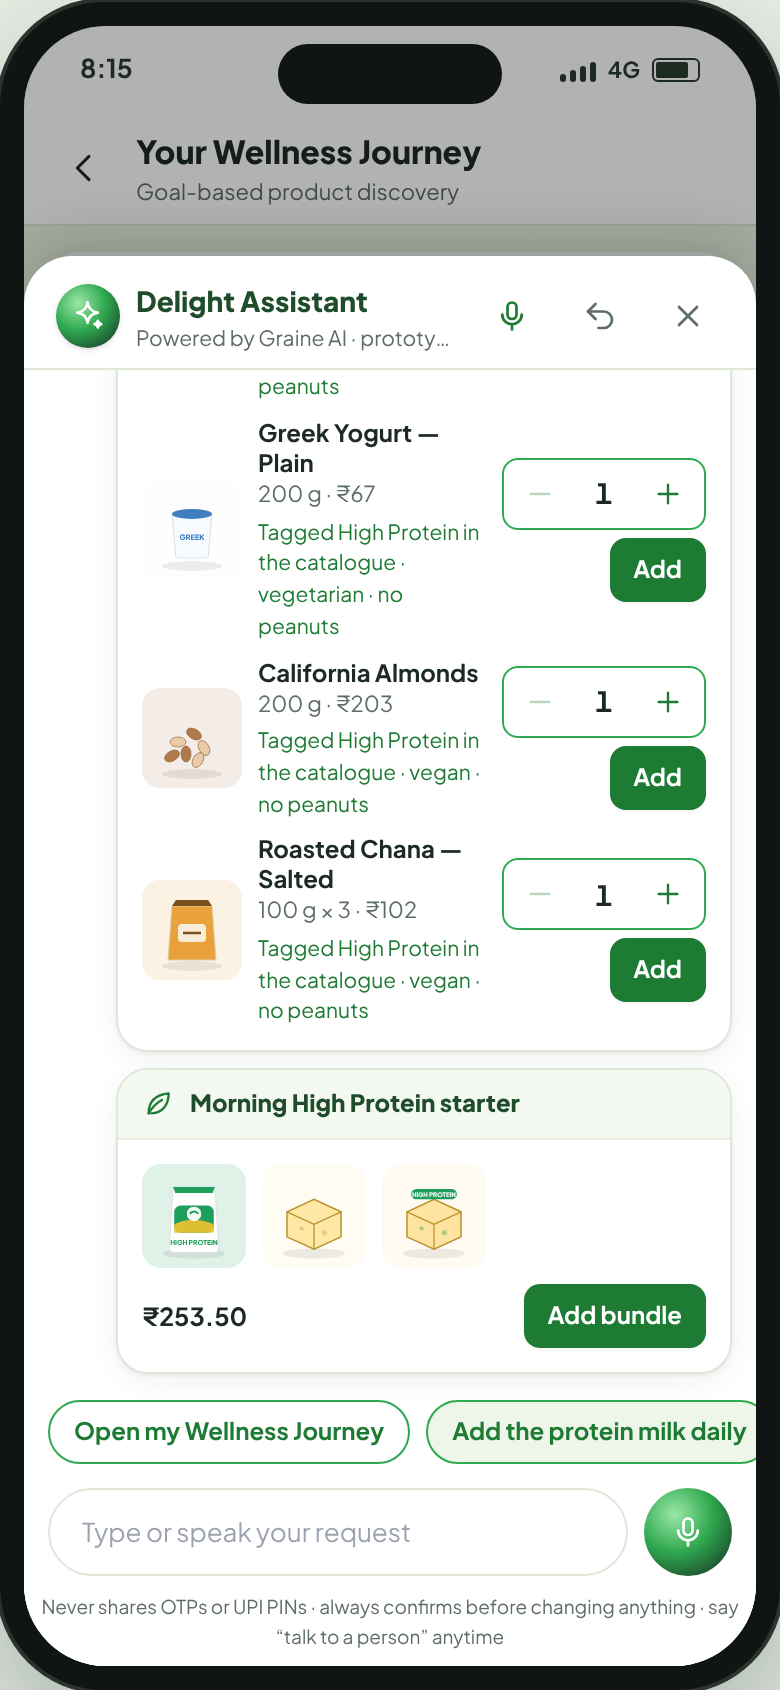 8:15
4G
Your Wellness Journey
Goal-based product discovery
Delight Assistant
Powered by Graine AI · prototy…
peanuts
Greek Yogurt —
Plain
200 g · ₹67
Tagged High Protein in
the catalogue ·
vegetarian · no
peanuts
GREEK
1
Add
California Almonds
200 g · ₹203
Tagged High Protein in
the catalogue · vegan ·
no peanuts
1
Add
Roasted Chana —
Salted
100 g × 3 · ₹102
Tagged High Protein in
the catalogue · vegan ·
no peanuts
1
Add
Morning High Protein starter
HIGH PROTEIN
HIGH PROTEIN
₹253.50
Add bundle
Open my Wellness Journey
Add the protein milk daily
Type or speak your request
Never shares OTPs or UPI PINs · always confirms before changing anything · say
“talk to a person” anytime